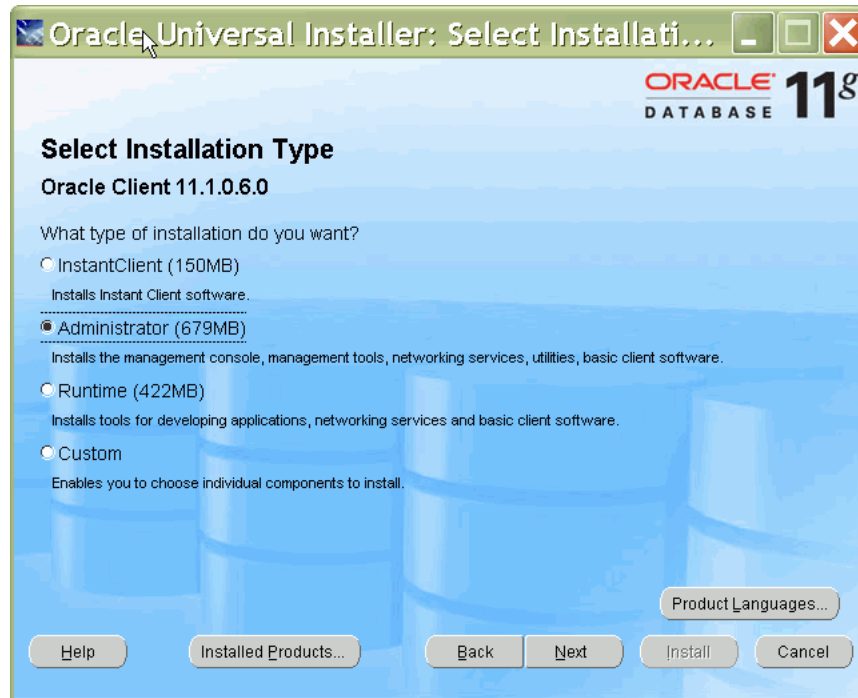 Oracle Universal Installer: Select Installati...
ORACLE 11g
DATABASE
Select Installation Type
Oracle Client 11.1.0.6.0
What type of installation do you want?
InstantClient (150MB)
Installs Instant Client software.
Administrator (679MB)
Installs the management console, management tools, networking services, utilities, basic client software.
Runtime (422MB)
Installs tools for developing applications, networking services and basic client software.
Custom
Enables you to choose individual components to install.
Product Languages...
Help Installed Products... Back Next Install Cancel